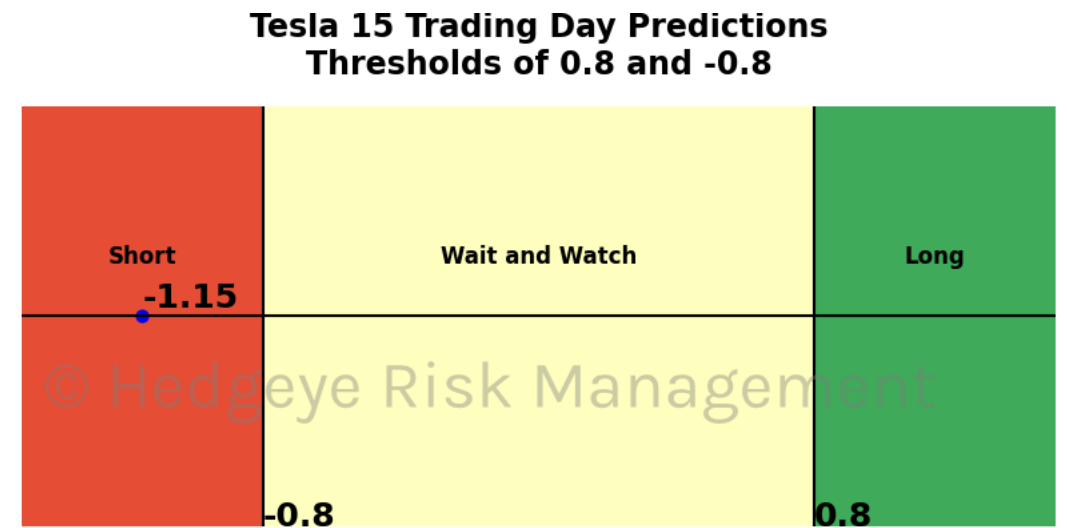 Tesla 15 Trading Day Predictions
Thresholds of 0.8 and -0.8
Short
Wait and Watch
Long
-1.15
© Hedgeye Risk Management
-0.8
0.8